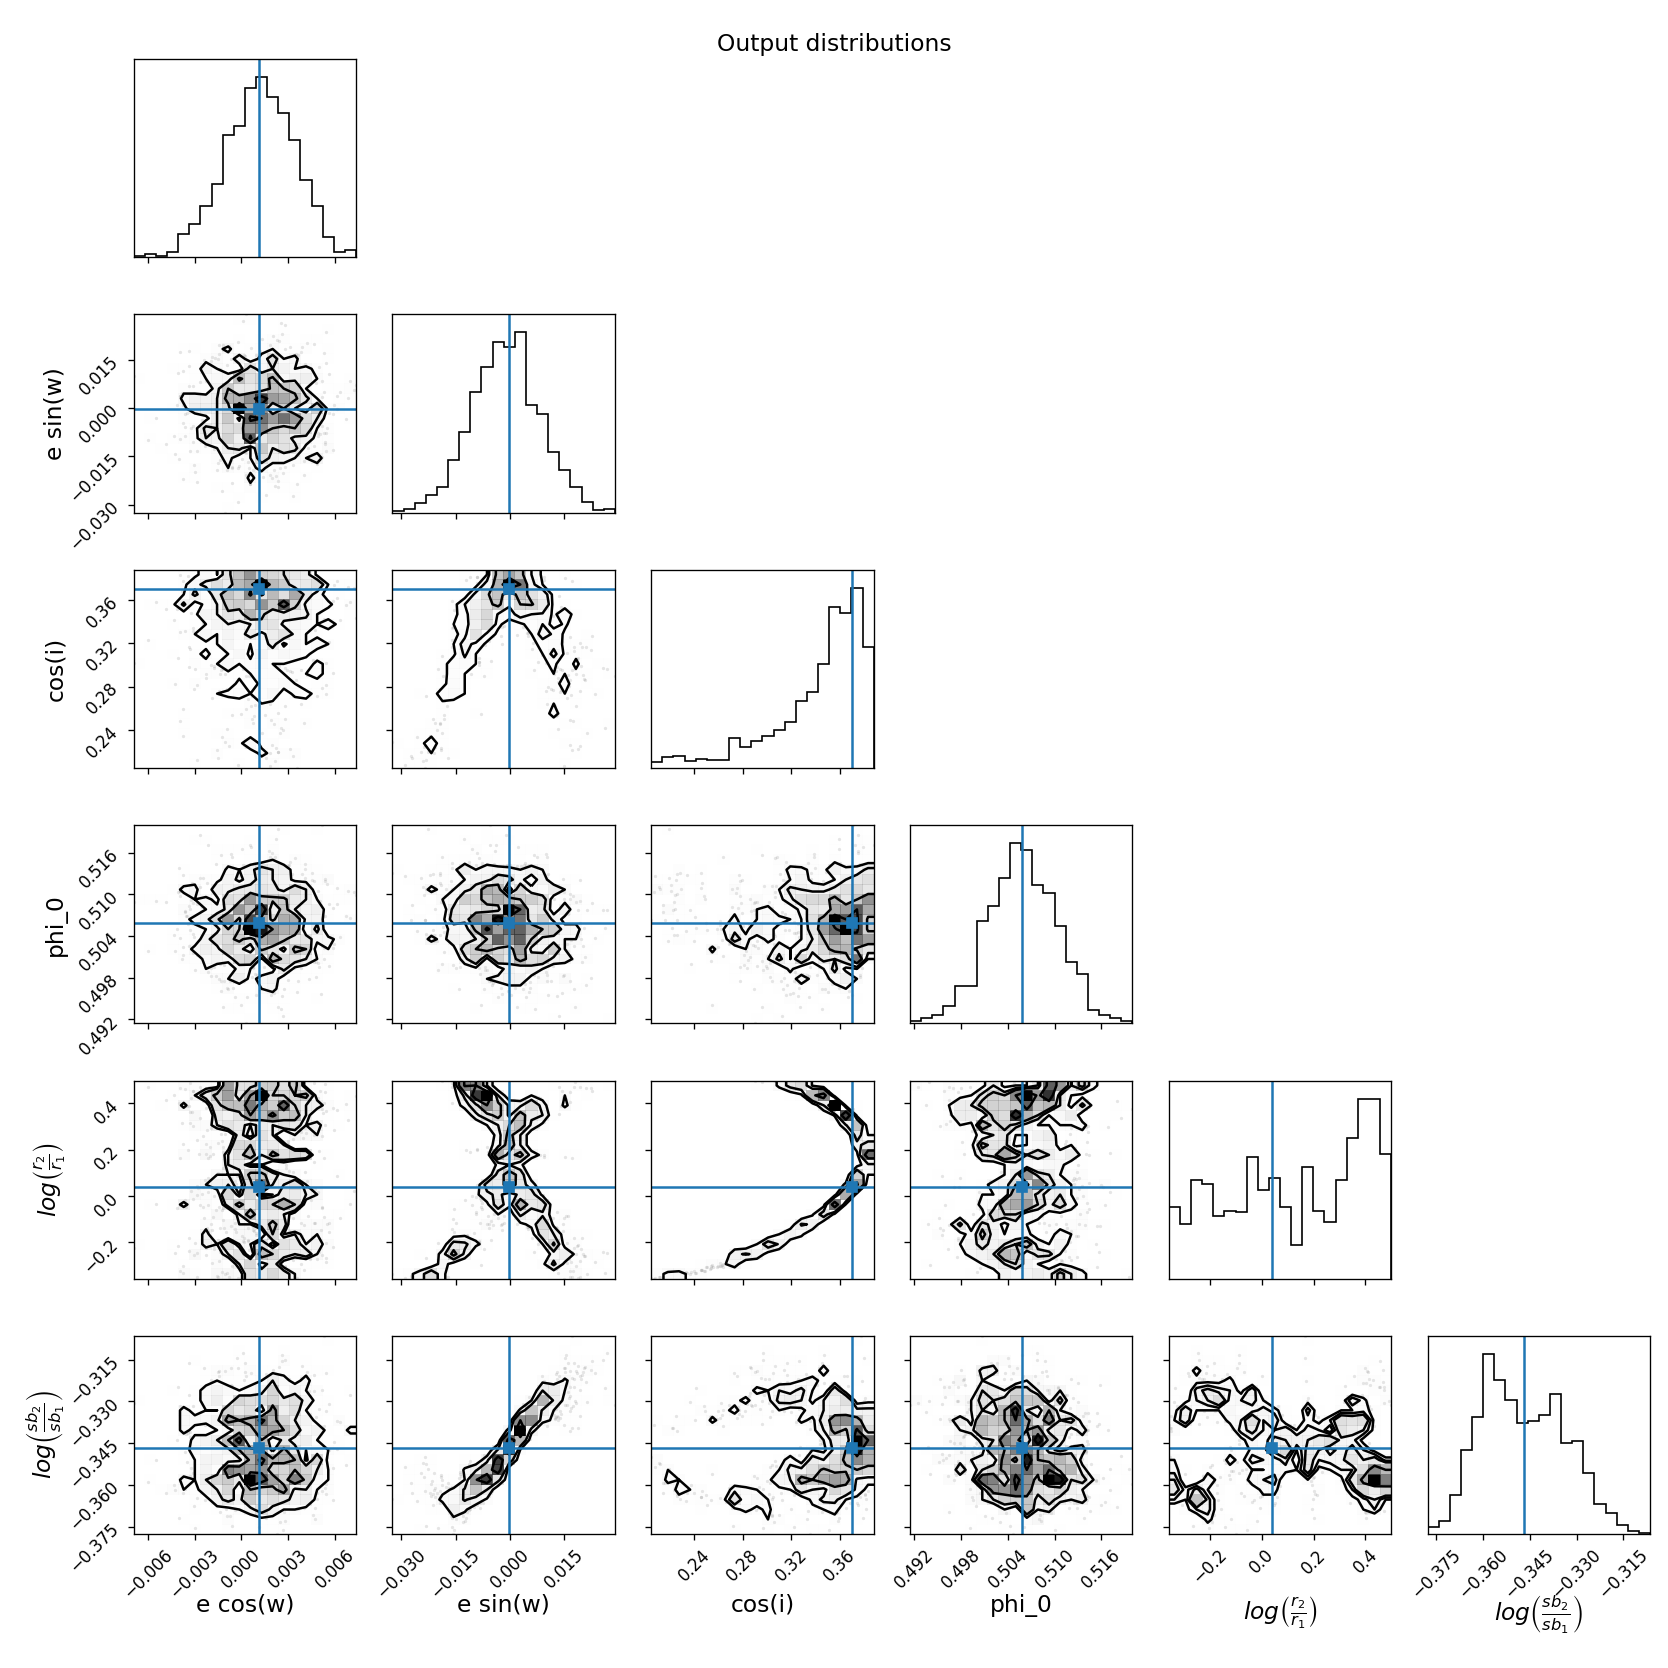 Output distributions
e sin(w)
0.015
0.000
−0.015
−0.030
cos(i)
0.36
0.32
0.28
0.24
phi_0
0.516
0.510
0.504
0.498
0.492
log(r₂/r₁)
0.4
0.2
0.0
−0.2
log(sb₂/sb₁)
−0.315
−0.330
−0.345
−0.360
−0.375
−0.006 −0.003 0.000 0.003 0.006
−0.030 −0.015 0.000 0.015
0.24 0.28 0.32 0.36
0.492 0.498 0.504 0.510 0.516
−0.2 0.0 0.2 0.4
−0.375 −0.360 −0.345 −0.330 −0.315
e cos(w)
e sin(w)
cos(i)
phi_0
log(r₂/r₁)
log(sb₂/sb₁)